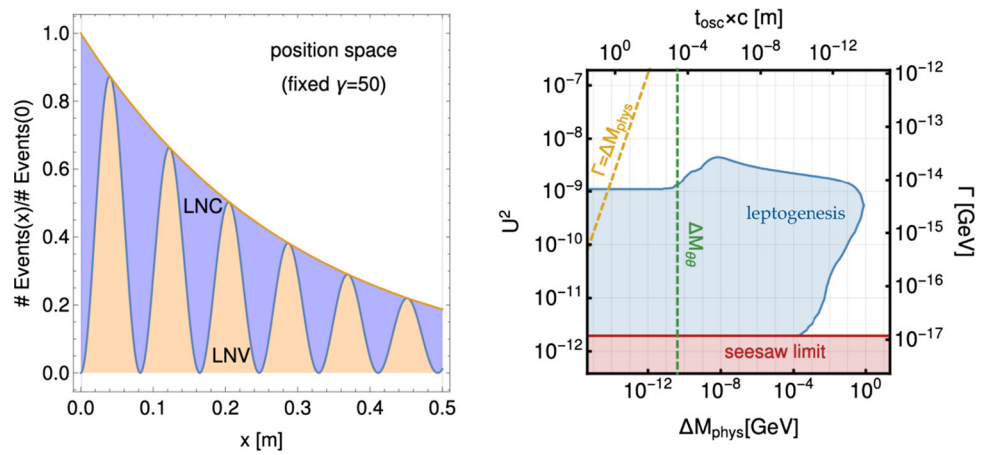 position space
(fixed γ=50)
LNC
LNV
# Events(x)/# Events(0)
1.0
0.8
0.6
0.4
0.2
0.0
0.0 0.1 0.2 0.3 0.4 0.5
x [m]
t_osc×c [m]
10^0 10^-4 10^-8 10^-12
U^2
10^-7
10^-8
10^-9
10^-10
10^-11
10^-12
Γ=ΔM_phys
ΔM_θθ
leptogenesis
seesaw limit
10^-12
10^-13
10^-14
10^-15
10^-16
10^-17
Γ [GeV]
10^-12 10^-8 10^-4 10^0
ΔM_phys[GeV]